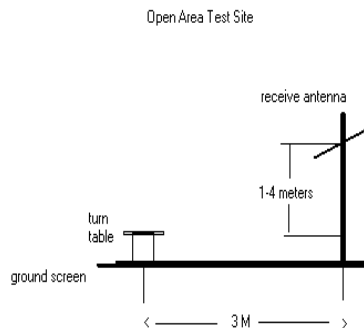 Open Area Test Site
receive antenna
1-4 meters
turn
table
ground screen
3 M